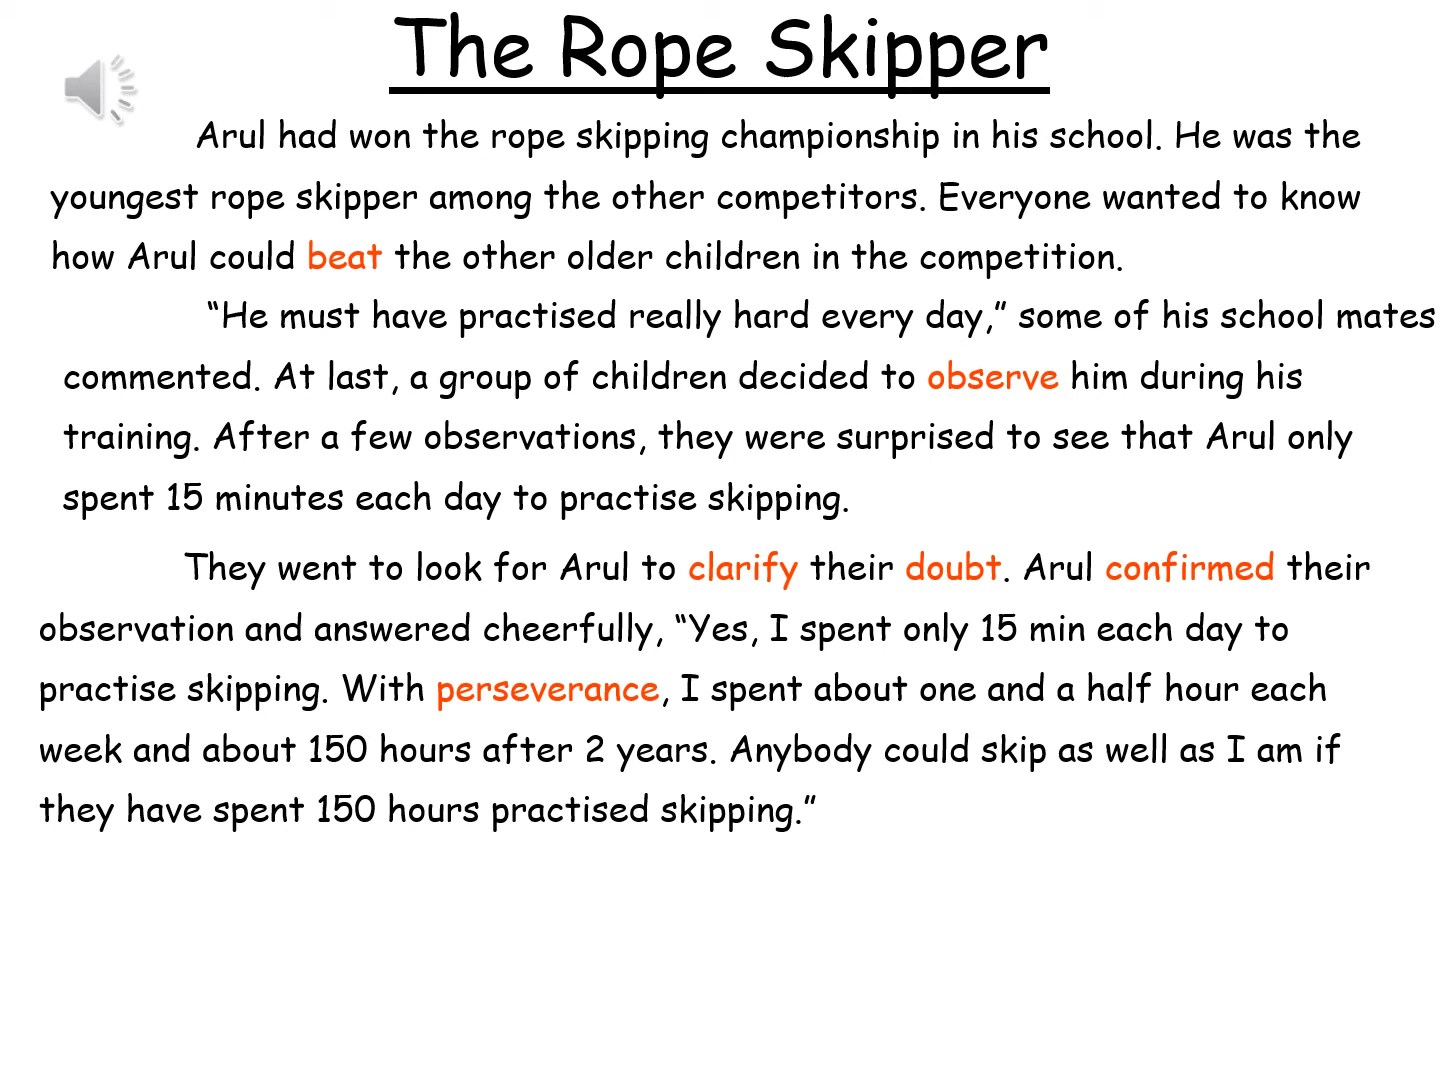 The Rope Skipper
Arul had won the rope skipping championship in his school. He was the
youngest rope skipper among the other competitors. Everyone wanted to know
how Arul could beat the other older children in the competition.
“He must have practised really hard every day,” some of his school mates
commented. At last, a group of children decided to observe him during his
training. After a few observations, they were surprised to see that Arul only
spent 15 minutes each day to practise skipping.
They went to look for Arul to clarify their doubt. Arul confirmed their
observation and answered cheerfully, “Yes, I spent only 15 min each day to
practise skipping. With perseverance, I spent about one and a half hour each
week and about 150 hours after 2 years. Anybody could skip as well as I am if
they have spent 150 hours practised skipping.”